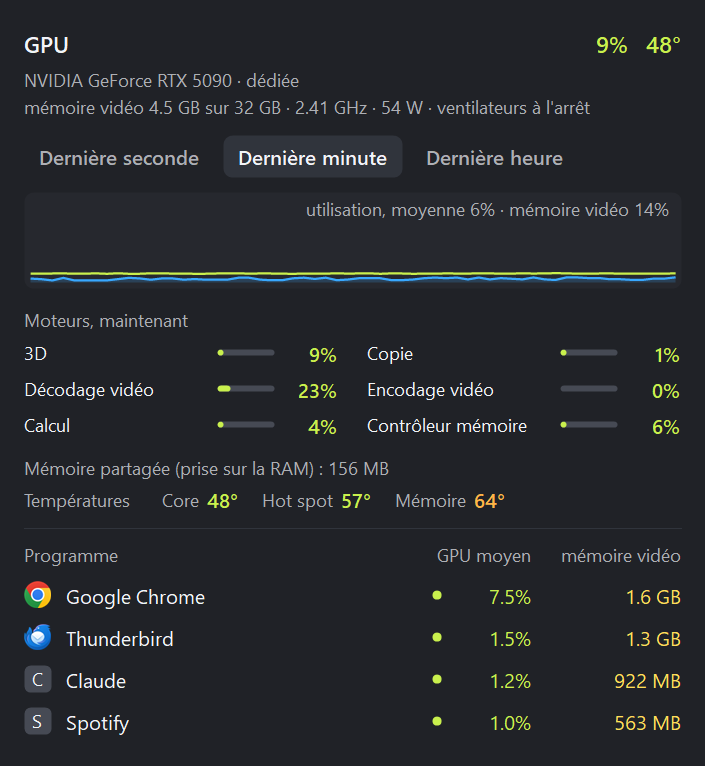 GPU 9% 48°
NVIDIA GeForce RTX 5090 · dédiée
mémoire vidéo 4.5 GB sur 32 GB · 2.41 GHz · 54 W · ventilateurs à l'arrêt
Dernière seconde Dernière minute Dernière heure
utilisation, moyenne 6% · mémoire vidéo 14%
Moteurs, maintenant
3D 9% Copie 1%
Décodage vidéo 23% Encodage vidéo 0%
Calcul 4% Contrôleur mémoire 6%
Mémoire partagée (prise sur la RAM) : 156 MB
Températures Core 48° Hot spot 57° Mémoire 64°
Programme GPU moyen mémoire vidéo
Google Chrome 7.5% 1.6 GB
Thunderbird 1.5% 1.3 GB
C Claude 1.2% 922 MB
S Spotify 1.0% 563 MB